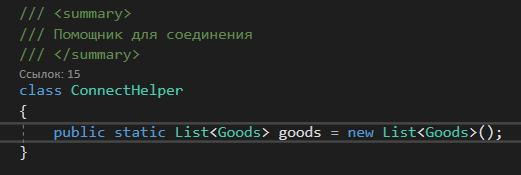 /// <summary>
/// Помощник для соединения
/// </summary>
Ссылок: 15
class ConnectHelper
{
public static List<Goods> goods = new List<Goods>();
}